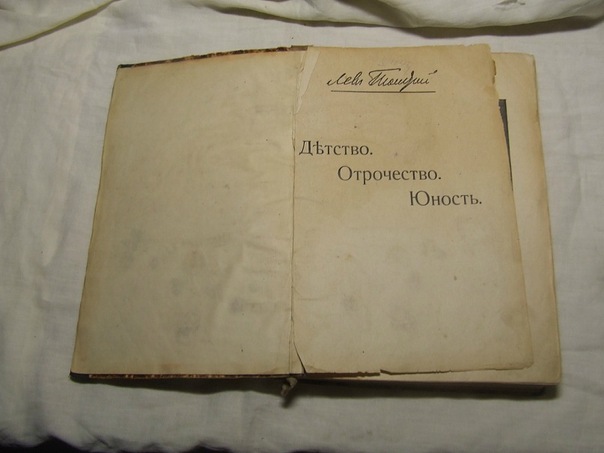 Левъ Толстой
Дѣтство.
Отрочество.
Юность.